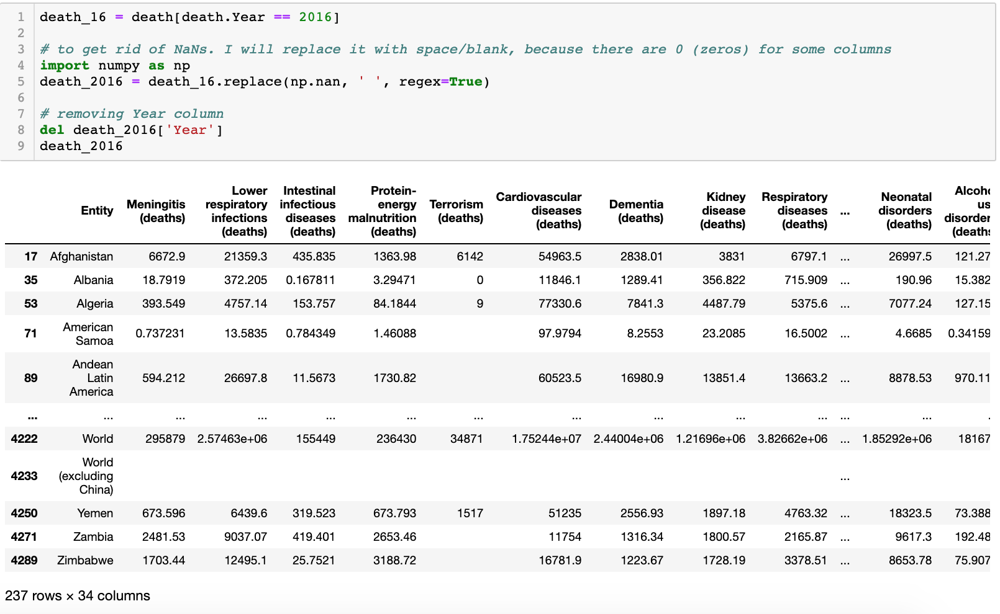 1 death_16 = death[death.Year == 2016]
2
3 # to get rid of NaNs. I will replace it with space/blank, because there are 0 (zeros) for some columns
4 import numpy as np
5 death_2016 = death_16.replace(np.nan, ' ', regex=True)
6
7 # removing Year column
8 del death_2016['Year']
9 death_2016
Entity Meningitis (deaths) Lower respiratory infections (deaths) Intestinal infectious diseases (deaths) Protein-energy malnutrition (deaths) Terrorism (deaths) Cardiovascular diseases (deaths) Dementia (deaths) Kidney disease (deaths) Respiratory diseases (deaths) ... Neonatal disorders (deaths) Alcoho us disorder (deaths
17 Afghanistan 6672.9 21359.3 435.835 1363.98 6142 54963.5 2838.01 3831 6797.1 ... 26997.5 121.27
35 Albania 18.7919 372.205 0.167811 3.29471 0 11846.1 1289.41 356.822 715.909 ... 190.96 15.382
53 Algeria 393.549 4757.14 153.757 84.1844 9 77330.6 7841.3 4487.79 5375.6 ... 7077.24 127.15
71 American Samoa 0.737231 13.5835 0.784349 1.46088 97.9794 8.2553 23.2085 16.5002 ... 4.6685 0.34159
89 Andean Latin America 594.212 26697.8 11.5673 1730.82 60523.5 16980.9 13851.4 13663.2 ... 8878.53 970.11
... ... ... ... ... ... ... ... ... ... ... ... ... .
4222 World 295879 2.57463e+06 155449 236430 34871 1.75244e+07 2.44004e+06 1.21696e+06 3.82662e+06 ... 1.85292e+06 18167
4233 World (excluding China) ...
4250 Yemen 673.596 6439.6 319.523 673.793 1517 51235 2556.93 1897.18 4763.32 ... 18323.5 73.388
4271 Zambia 2481.53 9037.07 419.401 2653.46 11754 1316.34 1800.57 2165.87 ... 9617.3 192.48
4289 Zimbabwe 1703.44 12495.1 25.7521 3188.72 16781.9 1223.67 1728.19 3378.51 ... 8653.78 75.907
237 rows × 34 columns